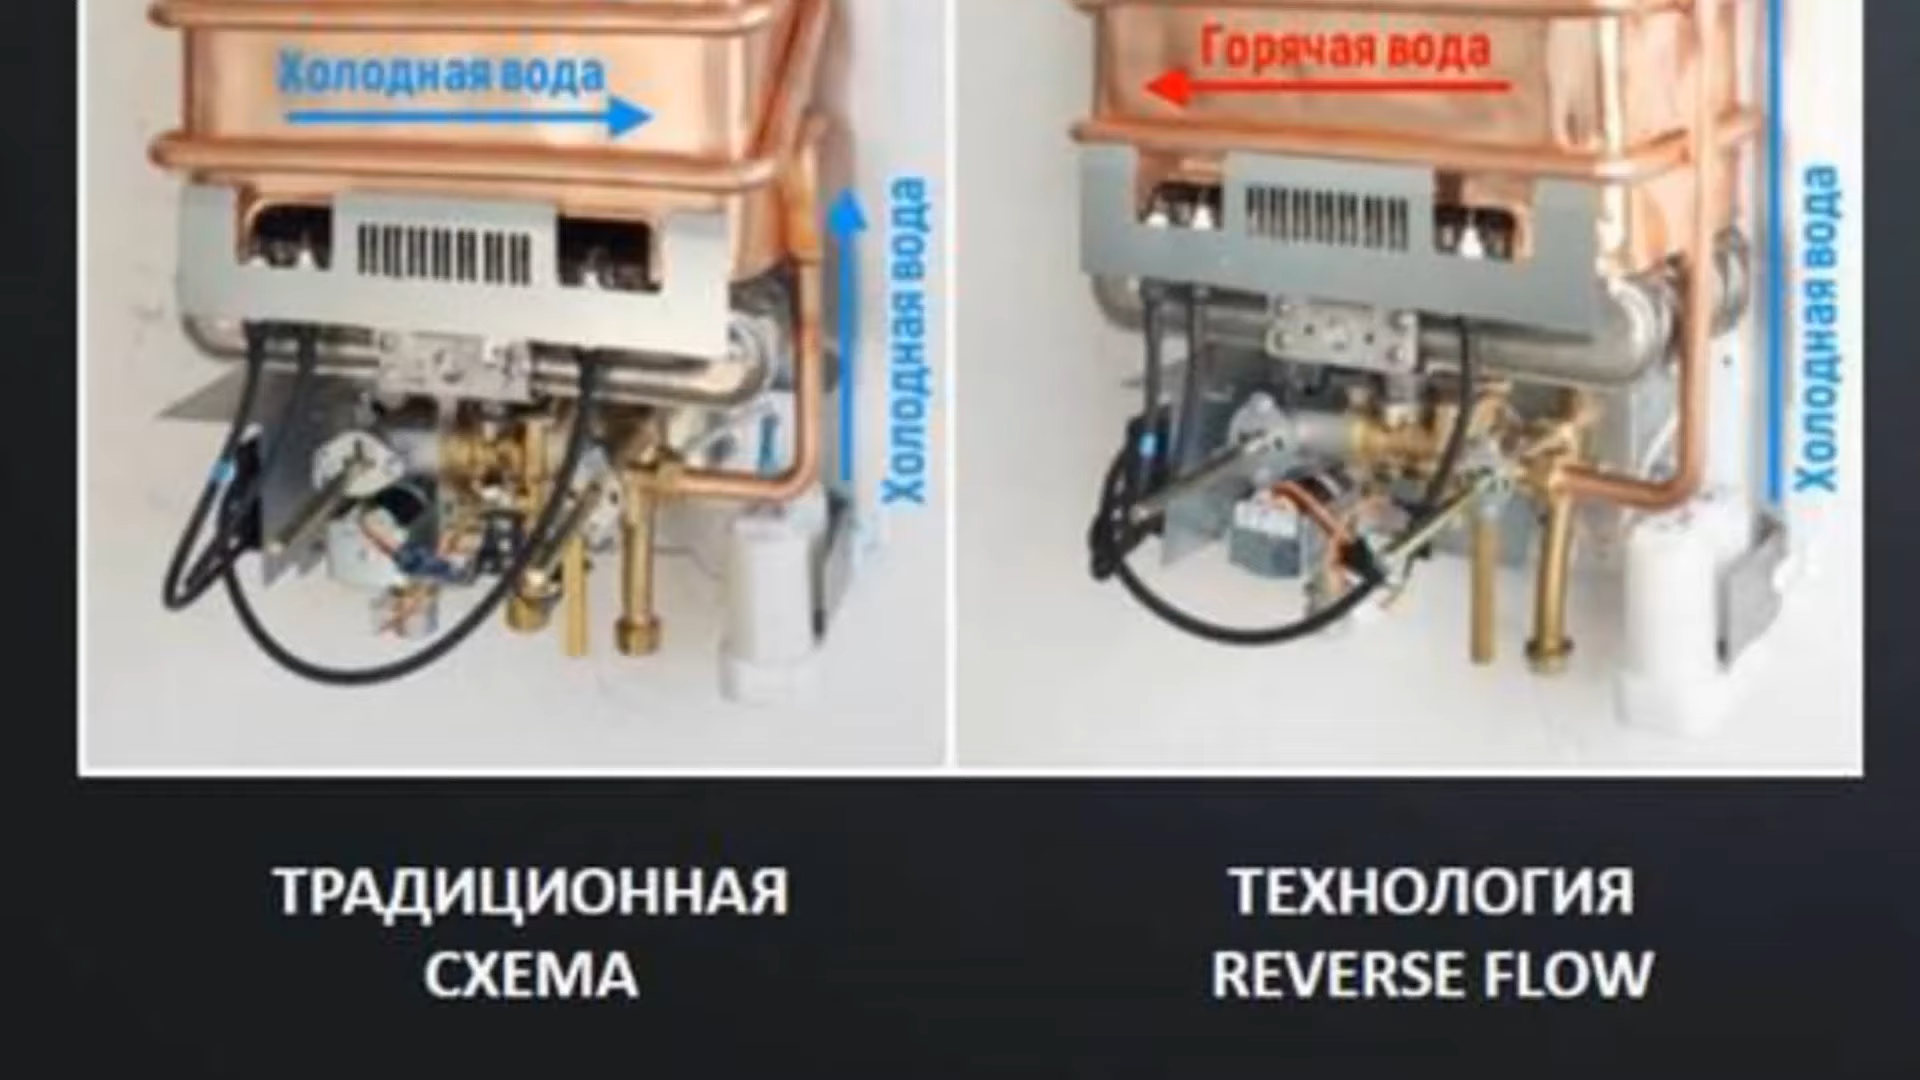 Холодная вода
Холодная вода
Горячая вода
Холодная вода
ТРАДИЦИОННАЯ
СХЕМА
ТЕХНОЛОГИЯ
REVERSE FLOW